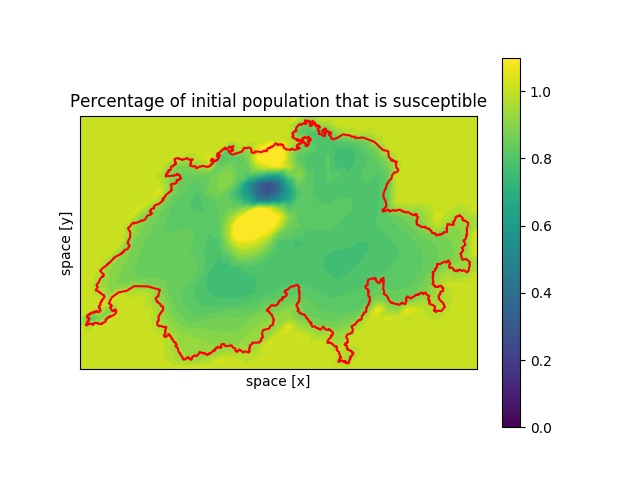 Percentage of initial population that is susceptible
space [y]
space [x]
1.0
0.8
0.6
0.4
0.2
0.0